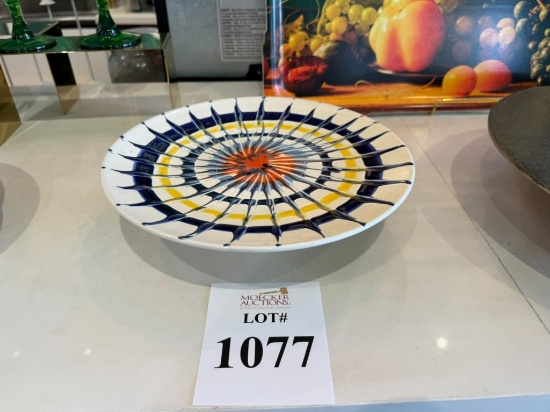 MOECKER
AUCTIONS
LOT#
1077